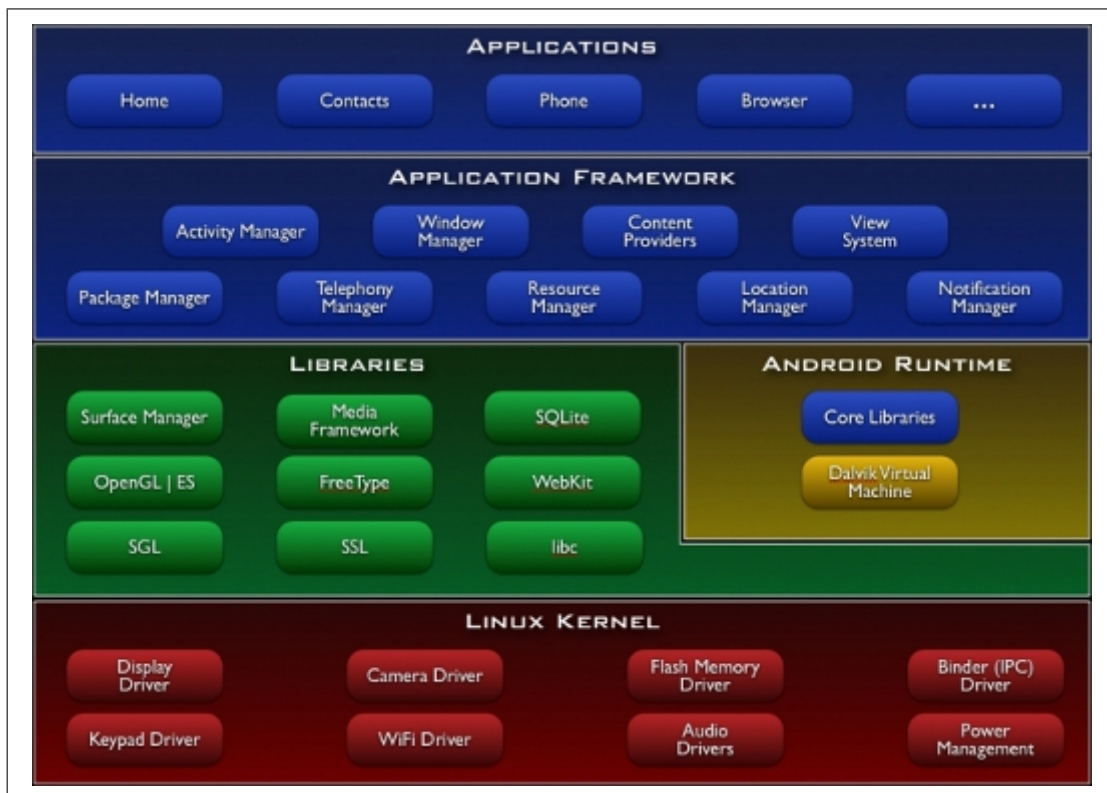 APPLICATIONS
Home
Contacts
Phone
Browser
...
APPLICATION FRAMEWORK
Activity Manager
Window
Manager
Content
Providers
View
System
Package Manager
Telephony
Manager
Resource
Manager
Location
Manager
Notification
Manager
LIBRARIES
Surface Manager
Media
Framework
SQLite
OpenGL | ES
FreeType
WebKit
SGL
SSL
libc
ANDROID RUNTIME
Core Libraries
Dalvik Virtual
Machine
LINUX KERNEL
Display
Driver
Camera Driver
Flash Memory
Driver
Binder (IPC)
Driver
Keypad Driver
WiFi Driver
Audio
Drivers
Power
Management